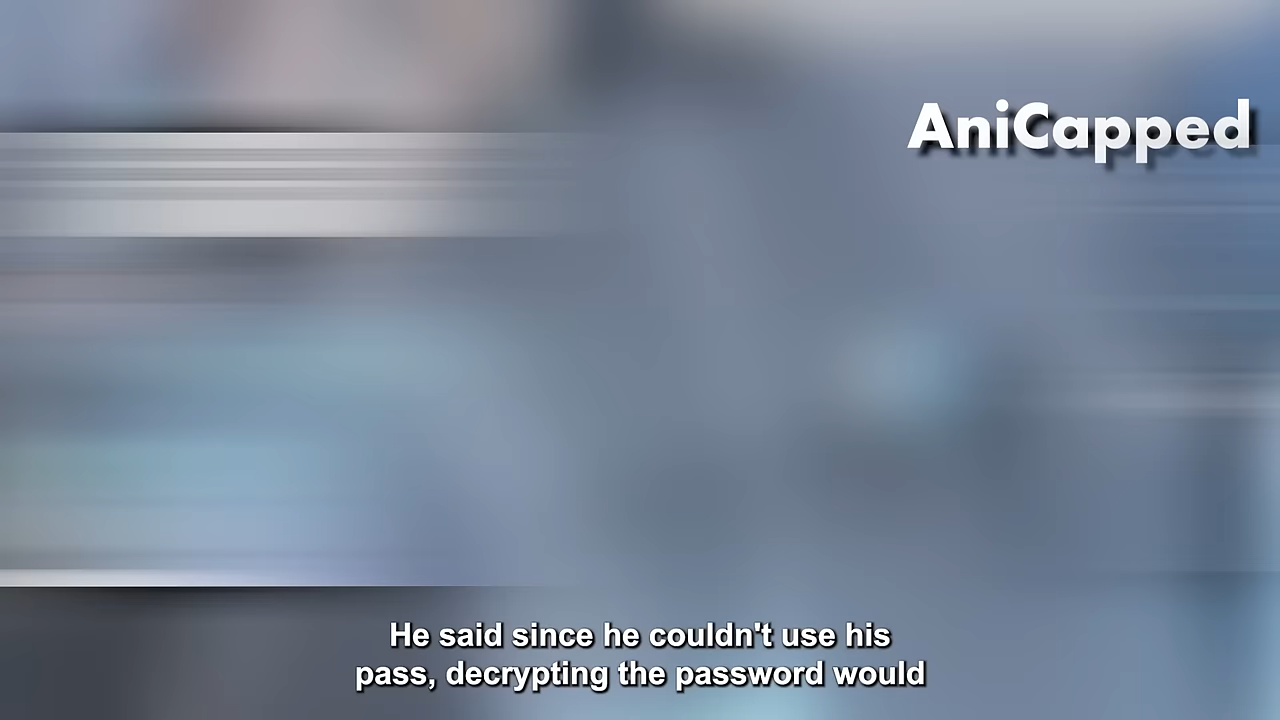 AniCapped
He said since he couldn't use his
pass, decrypting the password would